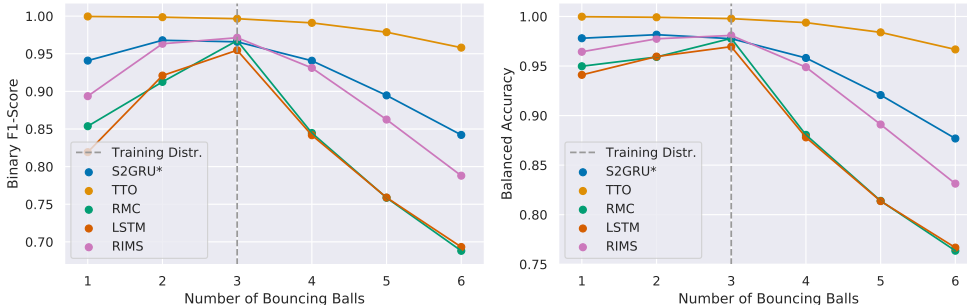 1.00
0.95
0.90
0.85
0.80
0.75
0.70
Binary F1-Score
Training Distr.
S2GRU*
TTO
RMC
LSTM
RIMS
1 2 3 4 5 6
Number of Bouncing Balls
1.00
0.95
0.90
0.85
0.80
0.75
Balanced Accuracy
Training Distr.
S2GRU*
TTO
RMC
LSTM
RIMS
1 2 3 4 5 6
Number of Bouncing Balls